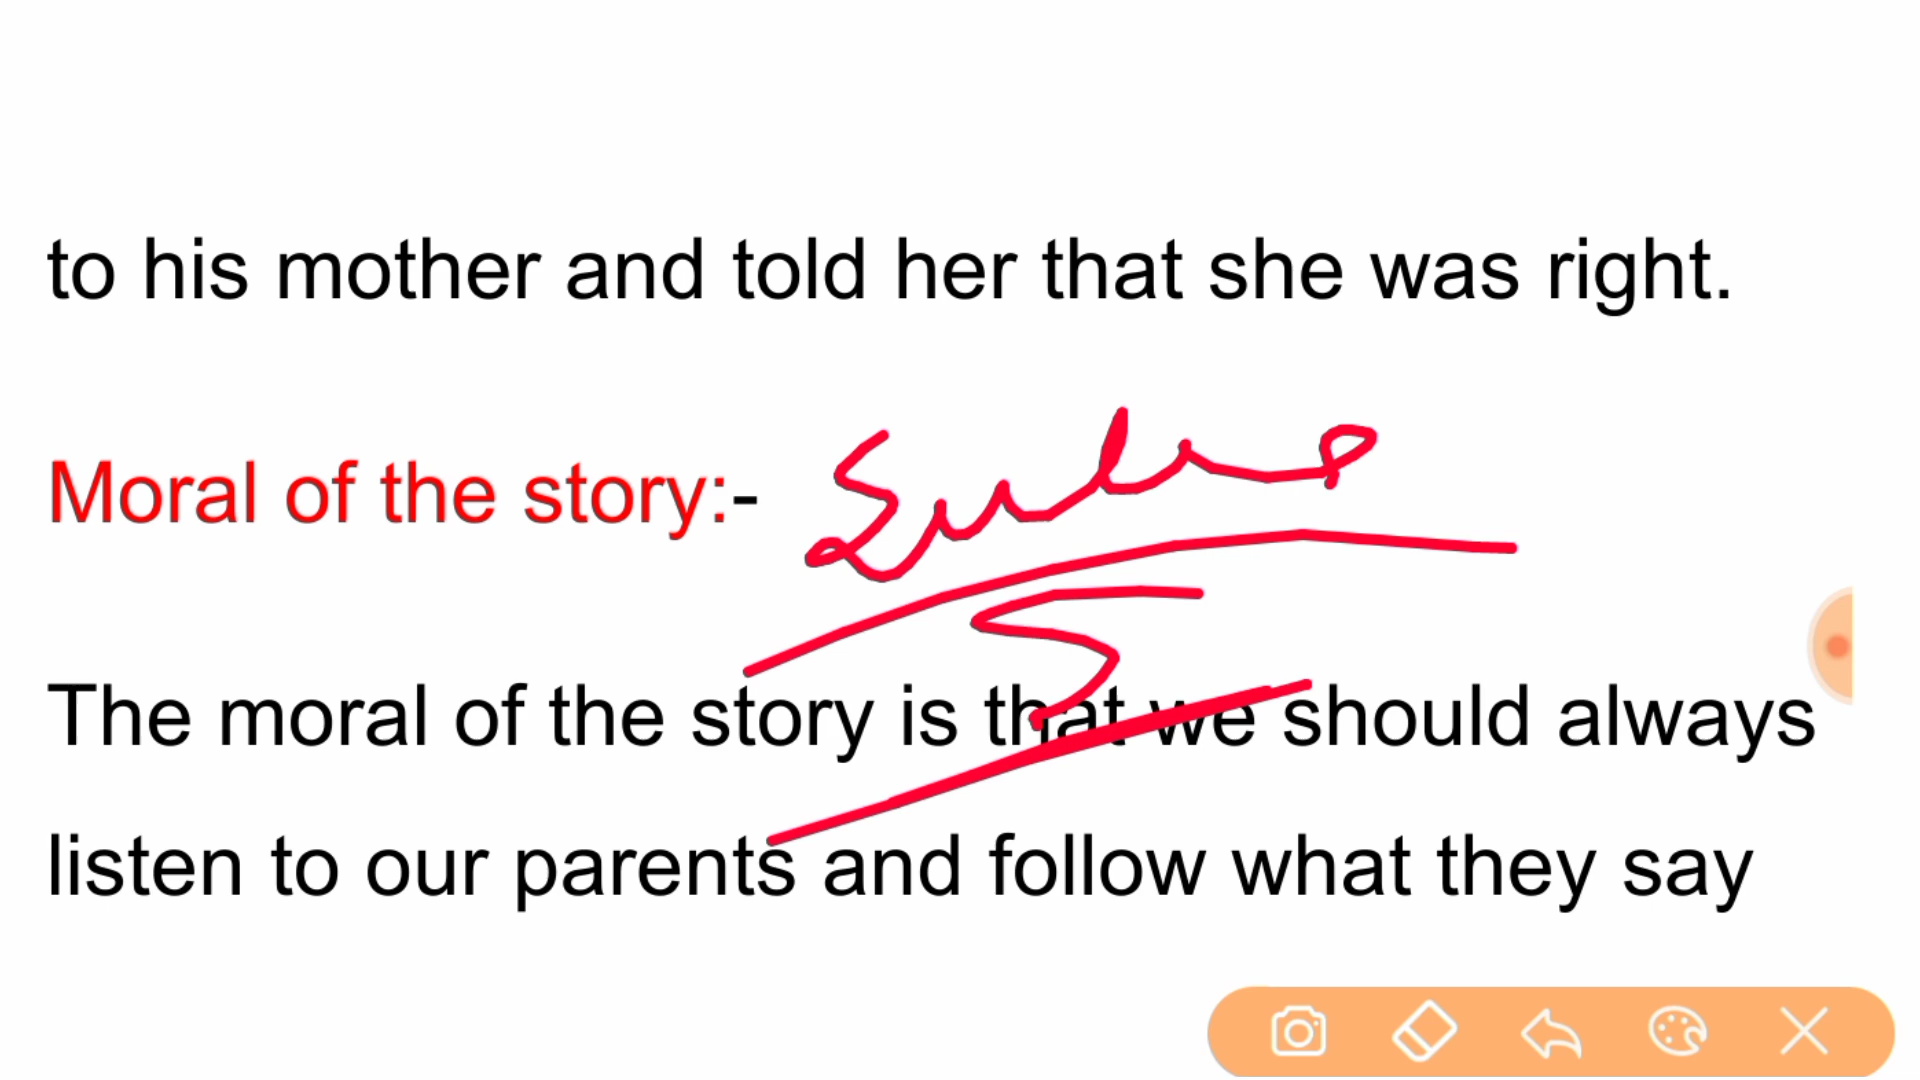 to his mother and told her that she was right.
Moral of the story:-
The moral of the story is that we should always
listen to our parents and follow what they say